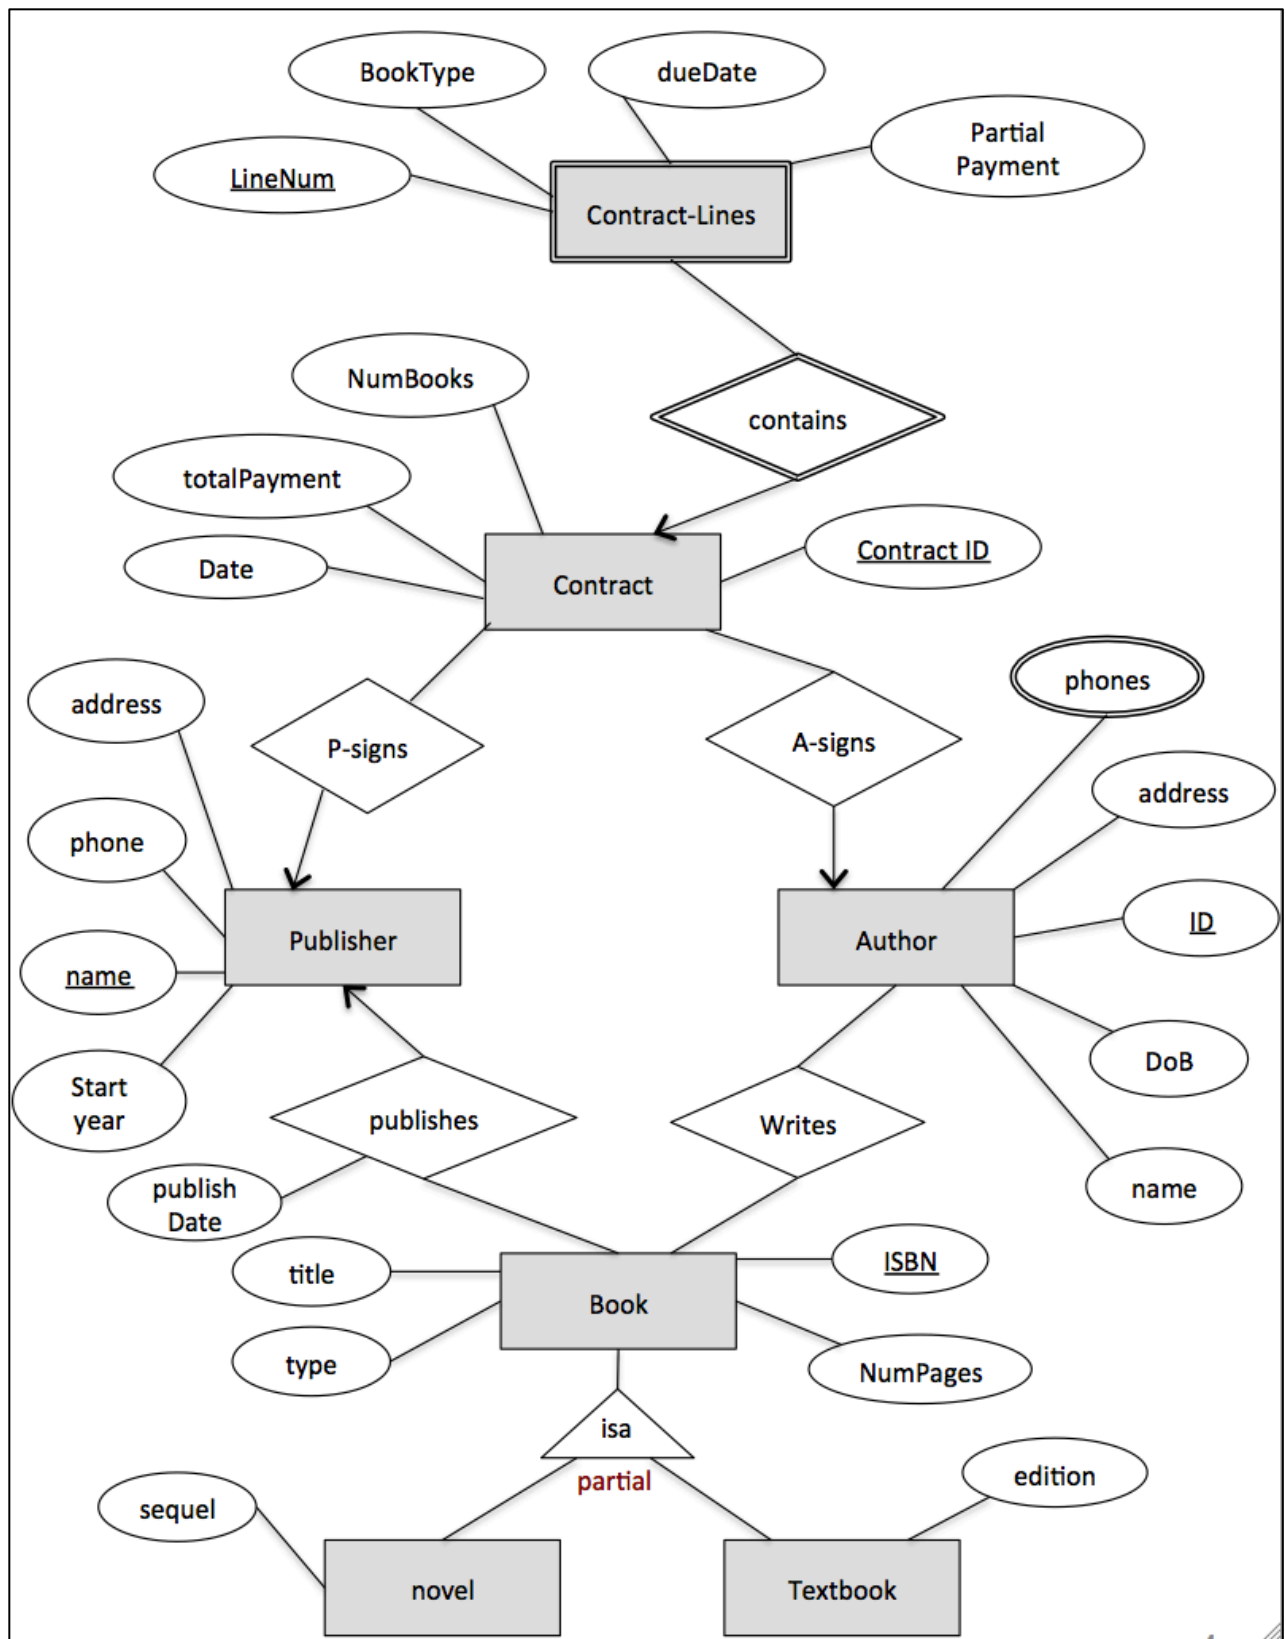 BookType
dueDate
Partial
Payment
LineNum
Contract-Lines
NumBooks
contains
totalPayment
Contract ID
Date
Contract
phones
address
P-signs
A-signs
address
phone
ID
Publisher
Author
name
DoB
Start
year
publishes
Writes
publish
Date
name
title
ISBN
Book
type
NumPages
isa
partial
edition
sequel
novel
Textbook